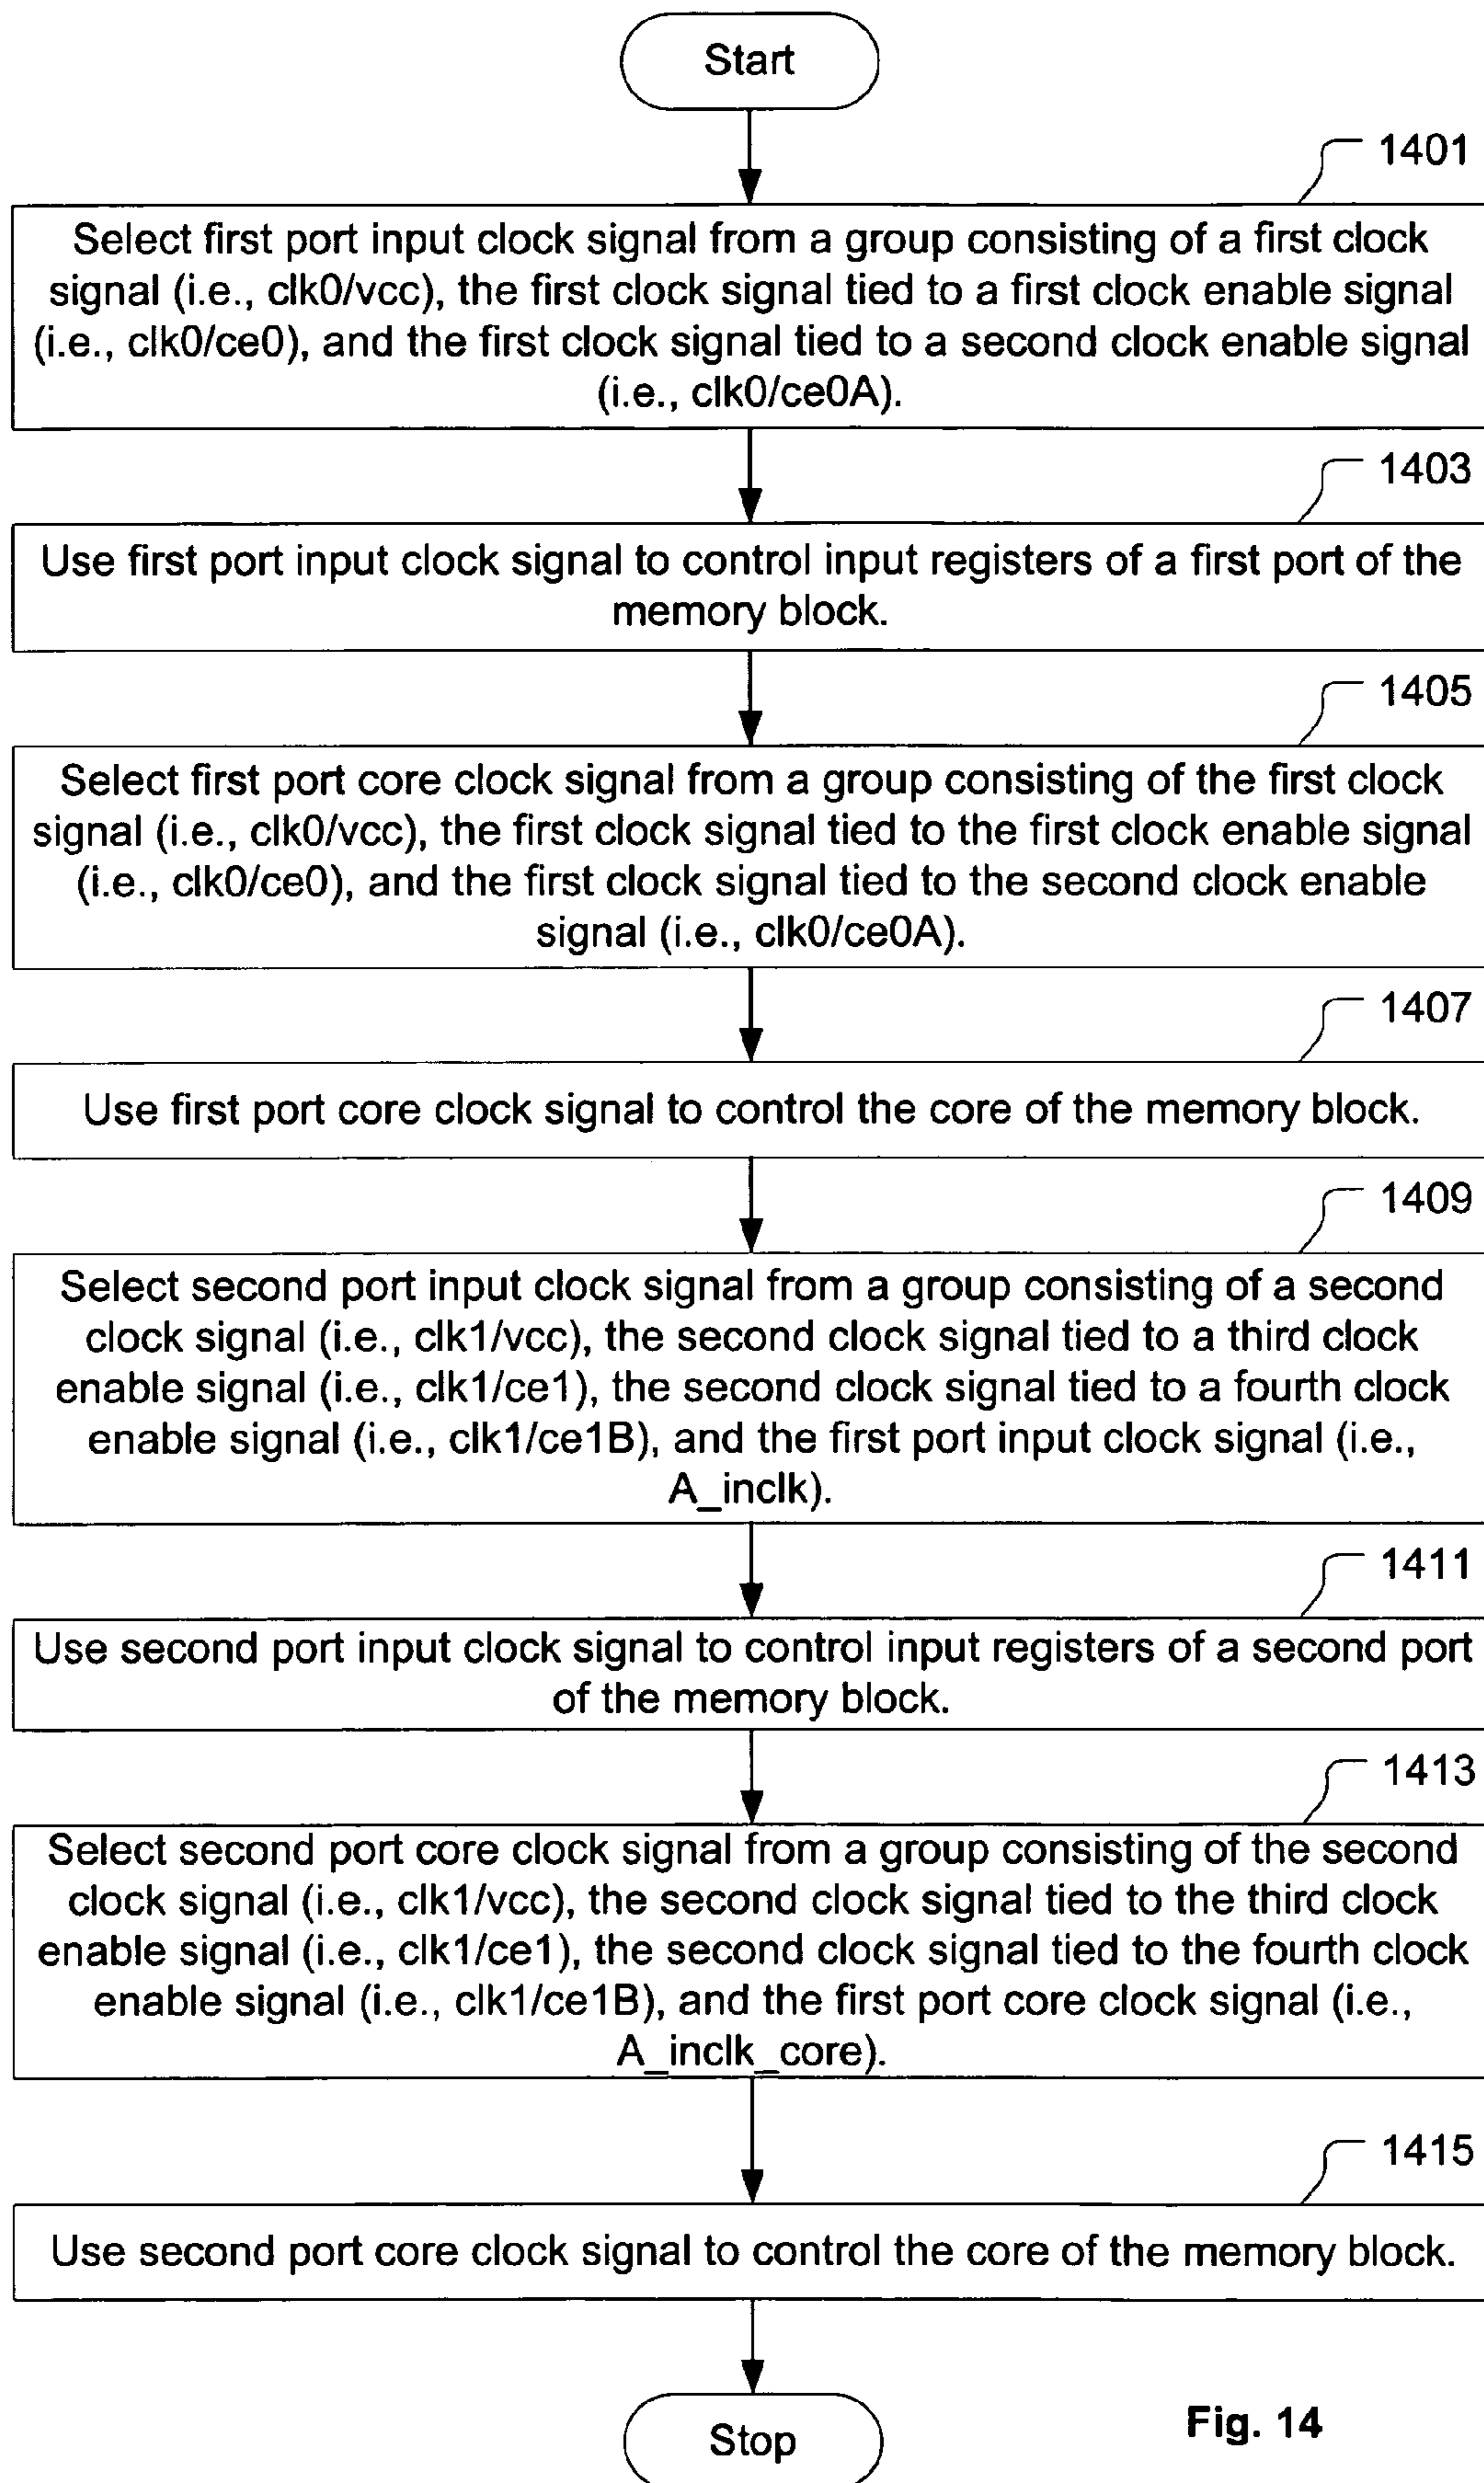 Start
1401
Select first port input clock signal from a group consisting of a first clock
signal (i.e., clk0/vcc), the first clock signal tied to a first clock enable signal
(i.e., clk0/ce0), and the first clock signal tied to a second clock enable signal
(i.e., clk0/ce0A).
1403
Use first port input clock signal to control input registers of a first port of the
memory block.
1405
Select first port core clock signal from a group consisting of the first clock
signal (i.e., clk0/vcc), the first clock signal tied to the first clock enable signal
(i.e., clk0/ce0), and the first clock signal tied to the second clock enable
signal (i.e., clk0/ce0A).
1407
Use first port core clock signal to control the core of the memory block.
1409
Select second port input clock signal from a group consisting of a second
clock signal (i.e., clk1/vcc), the second clock signal tied to a third clock
enable signal (i.e., clk1/ce1), the second clock signal tied to a fourth clock
enable signal (i.e., clk1/ce1B), and the first port input clock signal (i.e.,
A_inclk).
1411
Use second port input clock signal to control input registers of a second port
of the memory block.
1413
Select second port core clock signal from a group consisting of the second
clock signal (i.e., clk1/vcc), the second clock signal tied to the third clock
enable signal (i.e., clk1/ce1), the second clock signal tied to the fourth clock
enable signal (i.e., clk1/ce1B), and the first port core clock signal (i.e.,
A_inclk_core).
1415
Use second port core clock signal to control the core of the memory block.
Stop
Fig. 14